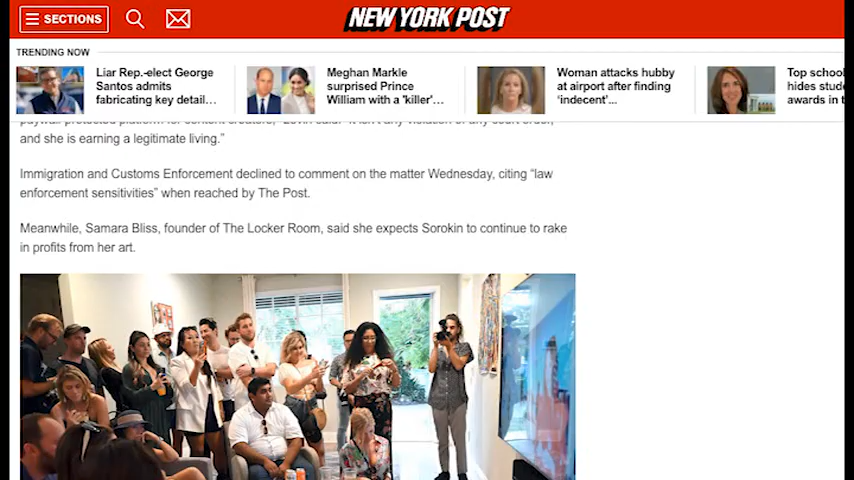 SECTIONS
NEW YORK POST
TRENDING NOW
Liar Rep.-elect George
Santos admits
fabricating key detail…
Meghan Markle
surprised Prince
William with a 'killer'…
Woman attacks hubby
at airport after finding
‘indecent’…
Top school
hides stude
awards in t
and she is earning a legitimate living.”
Immigration and Customs Enforcement declined to comment on the matter Wednesday, citing “law
enforcement sensitivities” when reached by The Post.
Meanwhile, Samara Bliss, founder of The Locker Room, said she expects Sorokin to continue to rake
in profits from her art.